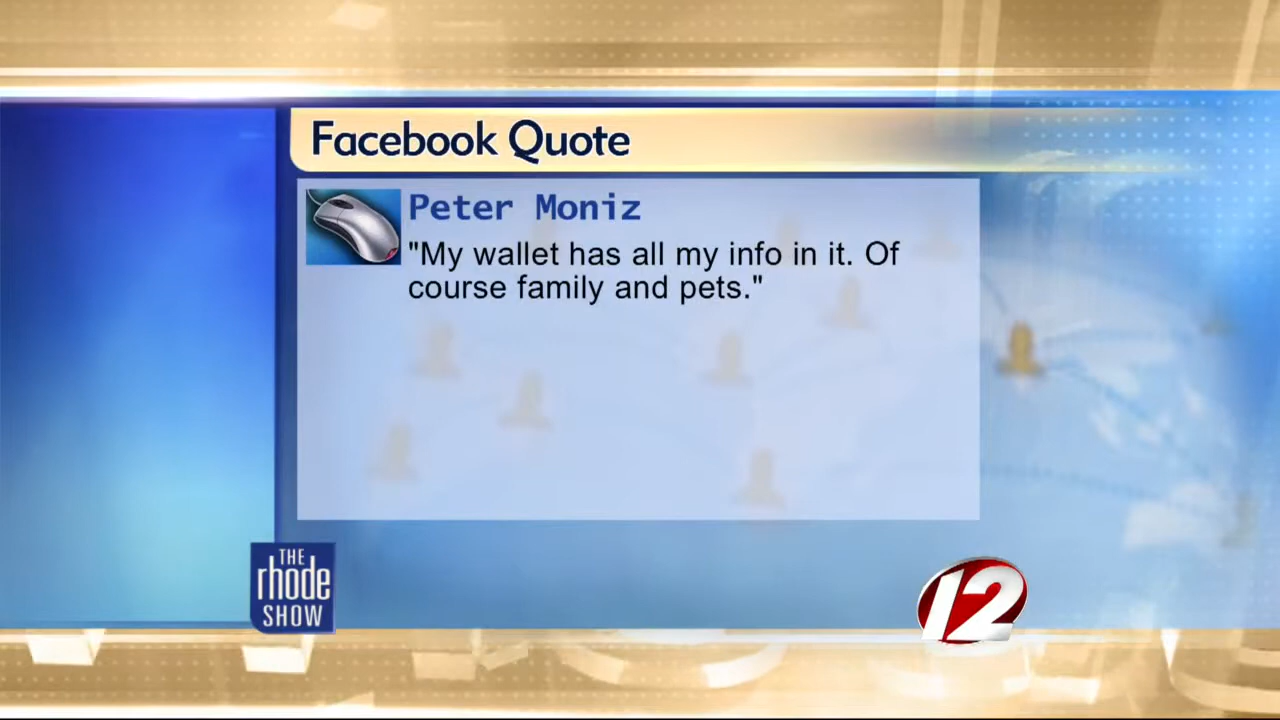 Facebook Quote
Peter Moniz
"My wallet has all my info in it. Of
course family and pets."
THE
rhode
SHOW
12